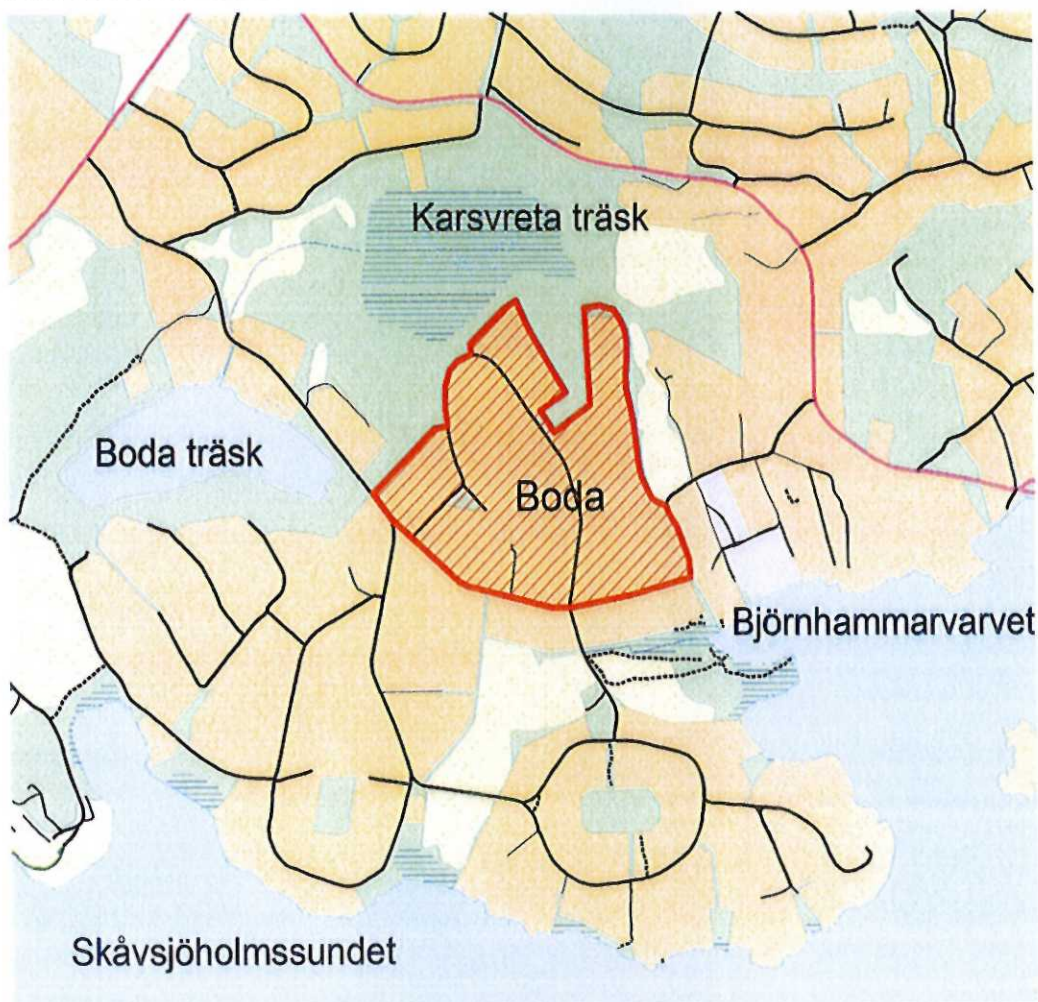 Karsvreta träsk
Boda träsk
Boda
Björnhammarvarvet
Skåvsjöholmssundet